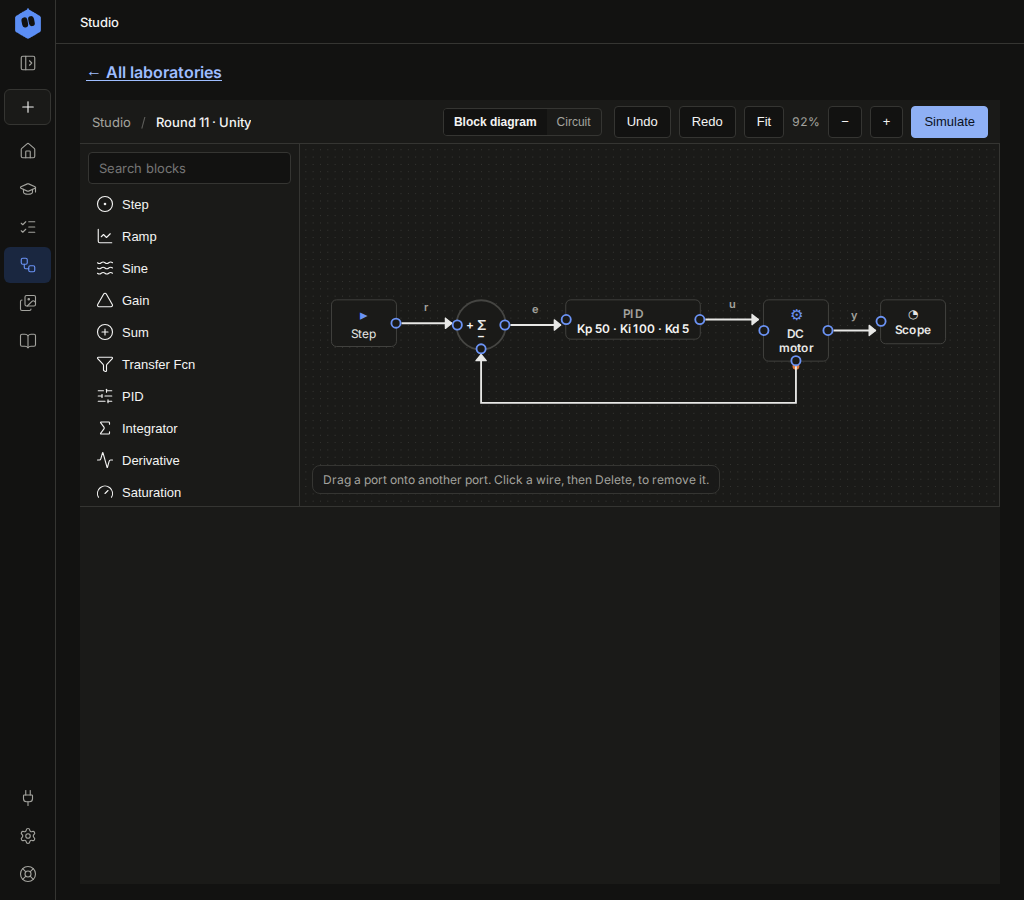 Studio
← All laboratories
Studio / Round 11 · Unity
Block diagram
Circuit
Undo
Redo
Fit
92%
−
+
Simulate
Search blocks
Step
Ramp
Sine
Gain
Sum
Transfer Fcn
PID
Integrator
Derivative
Saturation
Step
r
+ Σ
−
e
PID
Kp 50 · Ki 100 · Kd 5
u
DC
motor
y
Scope
Drag a port onto another port. Click a wire, then Delete, to remove it.